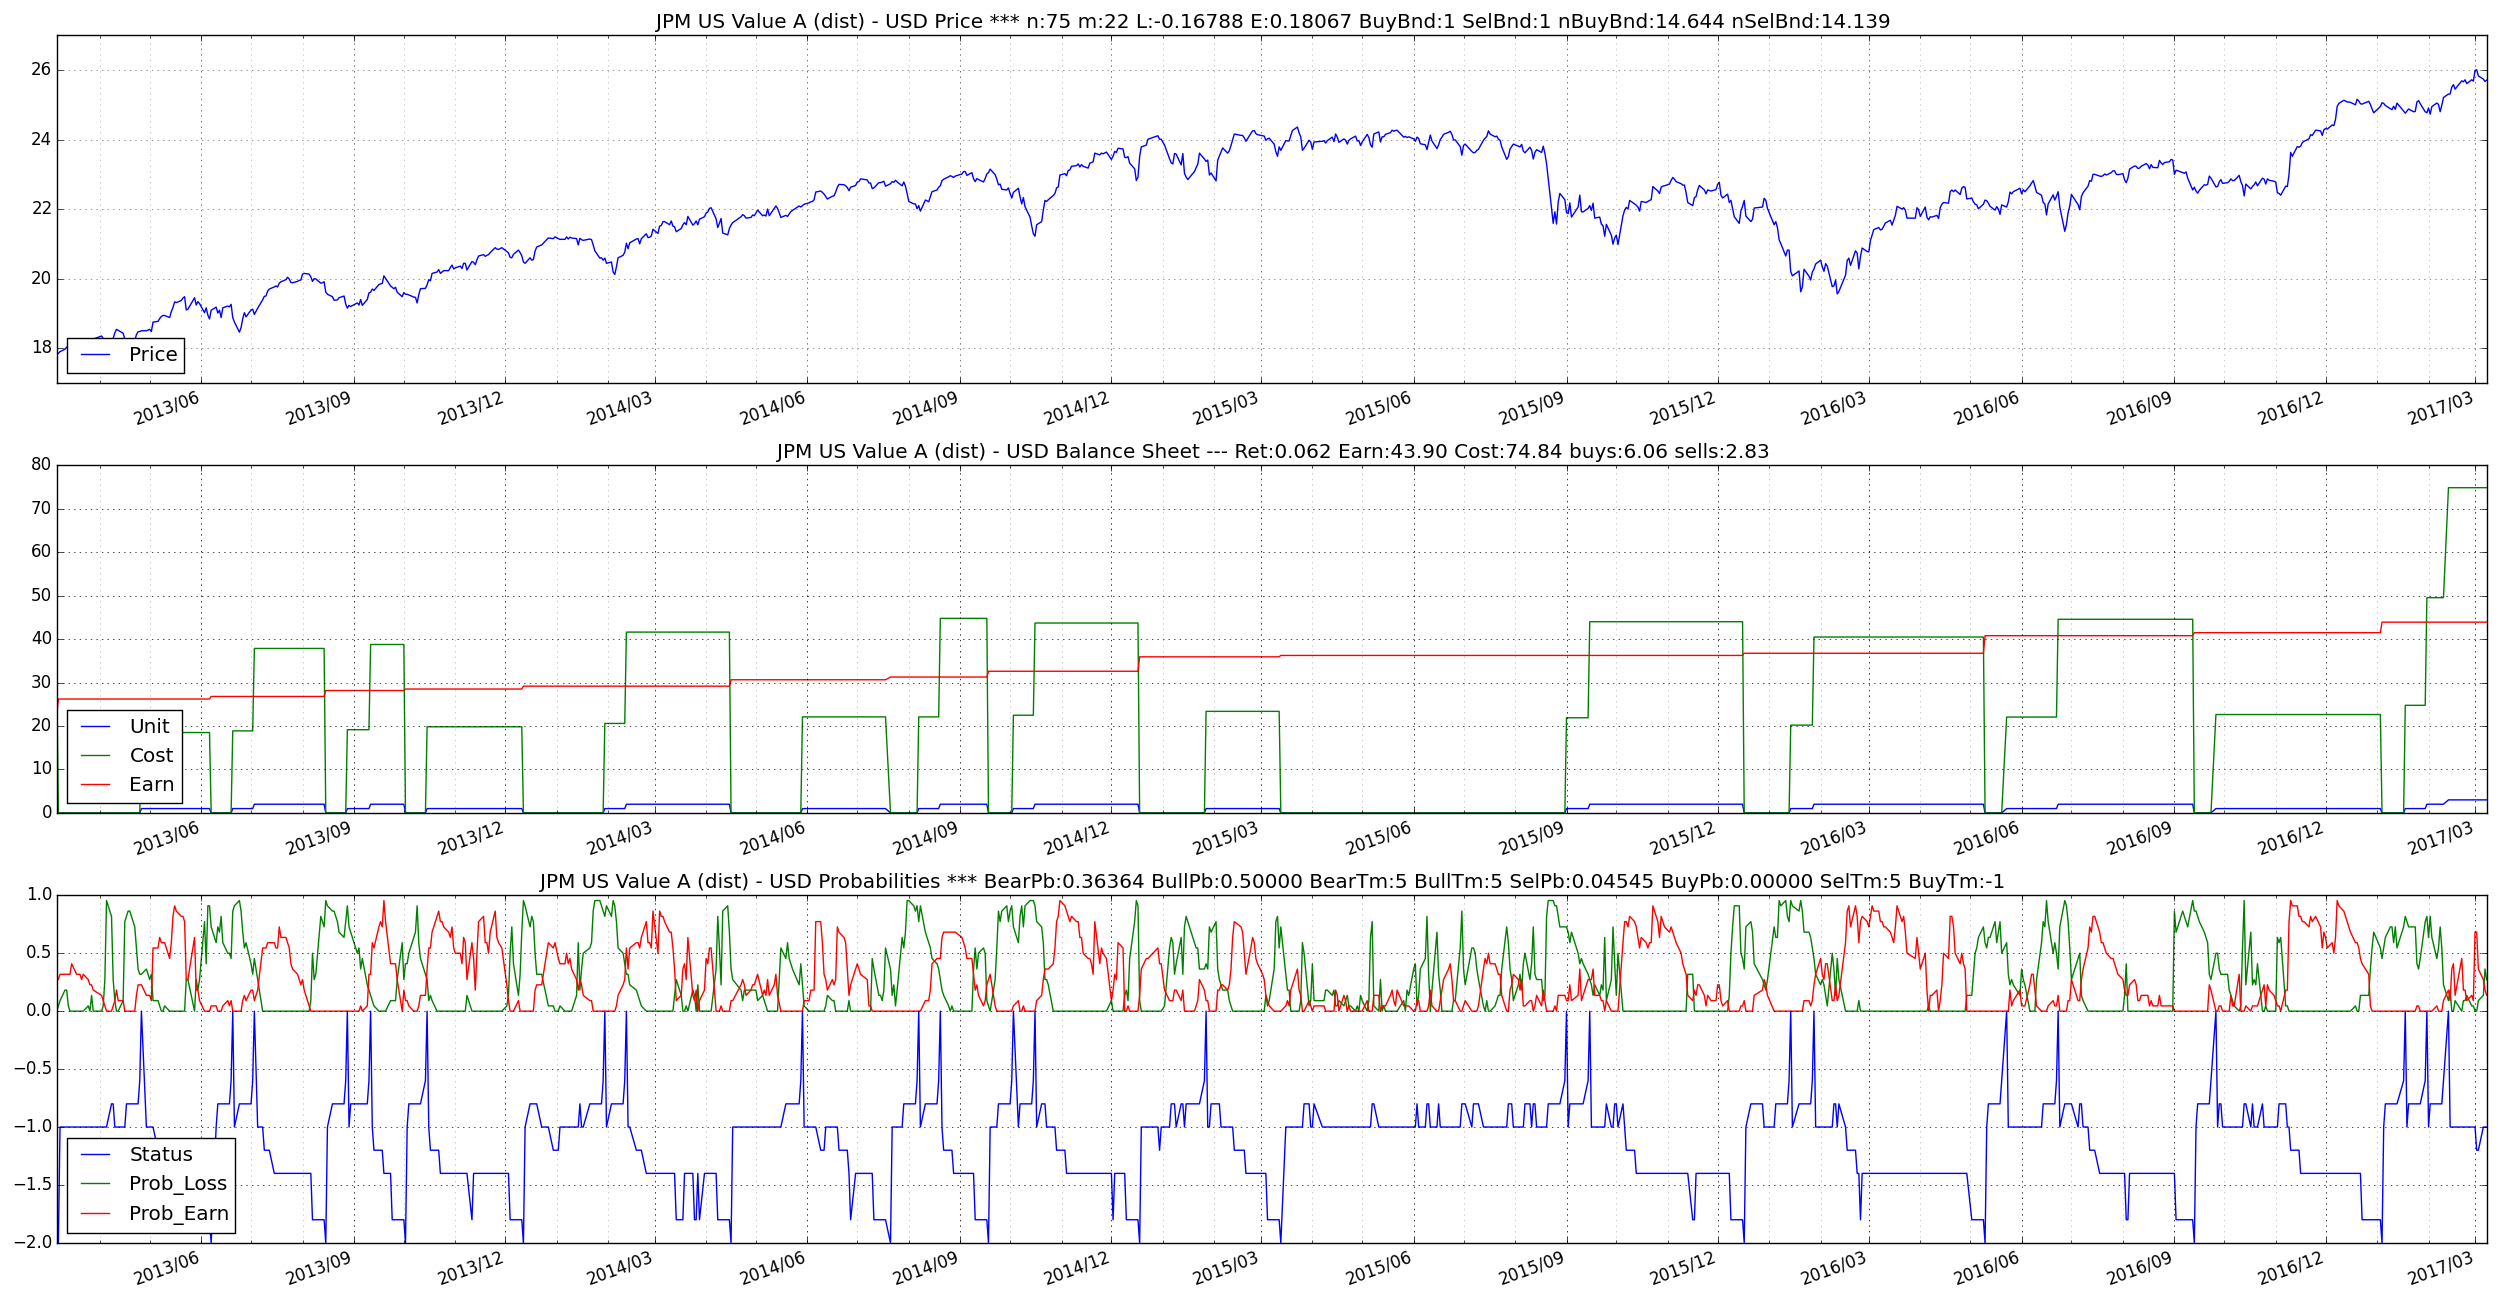 JPM US Value A (dist) - USD Price *** n:75 m:22 L:-0.16788 E:0.18067 BuyBnd:1 SelBnd:1 nBuyBnd:14.644 nSelBnd:14.139
26
24
22
20
18
Price
2013/06 2013/09 2013/12 2014/03 2014/06 2014/09 2014/12 2015/03 2015/06 2015/09 2015/12 2016/03 2016/06 2016/09 2016/12 2017/03
JPM US Value A (dist) - USD Balance Sheet --- Ret:0.062 Earn:43.90 Cost:74.84 buys:6.06 sells:2.83
80
70
60
50
40
30
20
10
0
Unit
Cost
Earn
2013/06 2013/09 2013/12 2014/03 2014/06 2014/09 2014/12 2015/03 2015/06 2015/09 2015/12 2016/03 2016/06 2016/09 2016/12 2017/03
JPM US Value A (dist) - USD Probabilities *** BearPb:0.36364 BullPb:0.50000 BearTm:5 BullTm:5 SelPb:0.04545 BuyPb:0.00000 SelTm:5 BuyTm:-1
1.0
0.5
0.0
−0.5
−1.0
−1.5
−2.0
Status
Prob_Loss
Prob_Earn
2013/06 2013/09 2013/12 2014/03 2014/06 2014/09 2014/12 2015/03 2015/06 2015/09 2015/12 2016/03 2016/06 2016/09 2016/12 2017/03